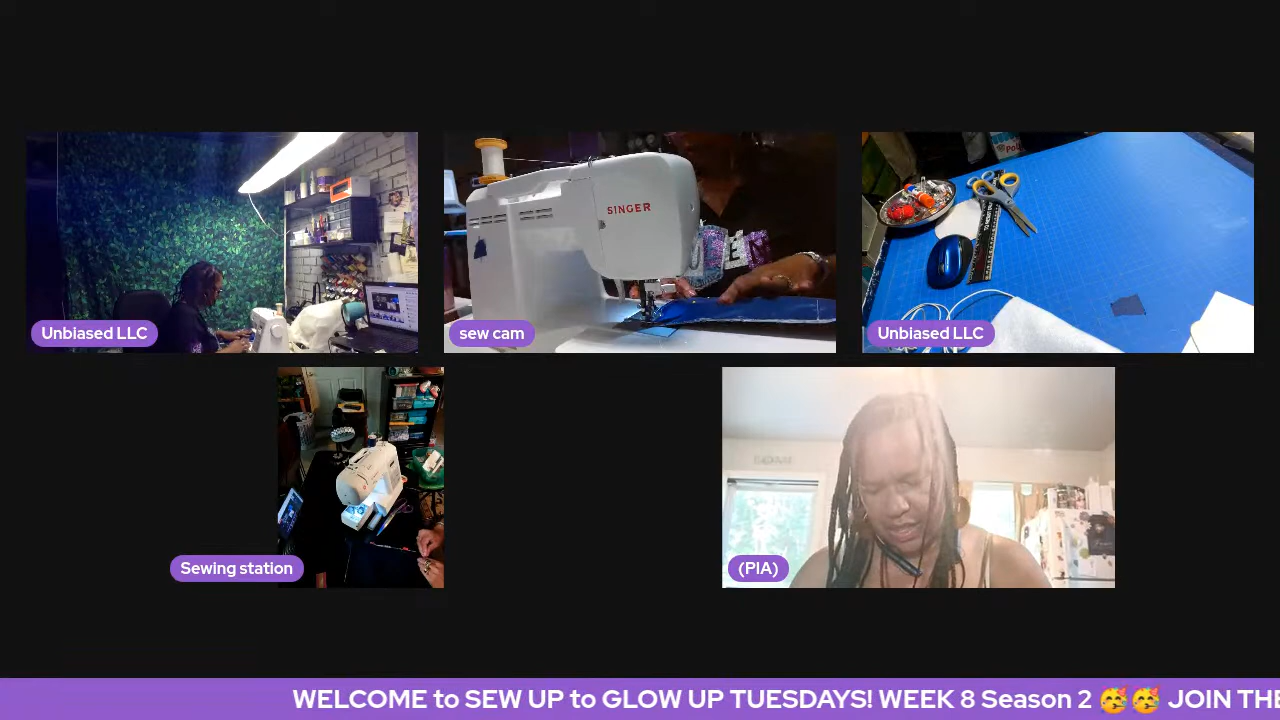 SINGER
Unbiased LLC
sew cam
Unbiased LLC
Sewing station
(PIA)
WELCOME to SEW UP to GLOW UP TUESDAYS! WEEK 8 Season 2 🥳🥳 JOIN THE